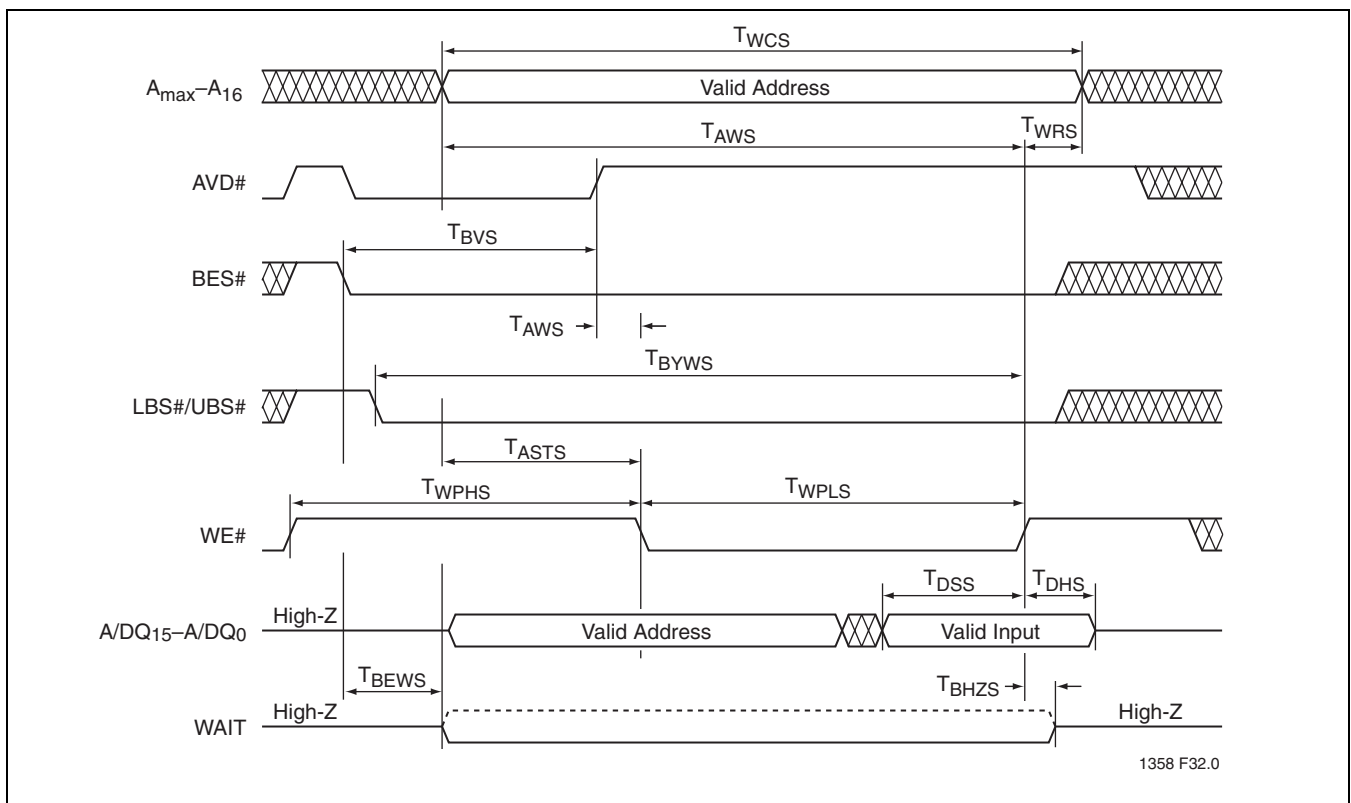 TWCS
Amax–A16
Valid Address
TAWS
TWRS
AVD#
TBVS
BES#
TAWS
TBYWS
LBS#/UBS#
TASTS
TWPHS
TWPLS
WE#
TDSS
TDHS
A/DQ15–A/DQ0
High-Z
Valid Address
Valid Input
TBEWS
TBHZS
WAIT
High-Z
High-Z
1358 F32.0